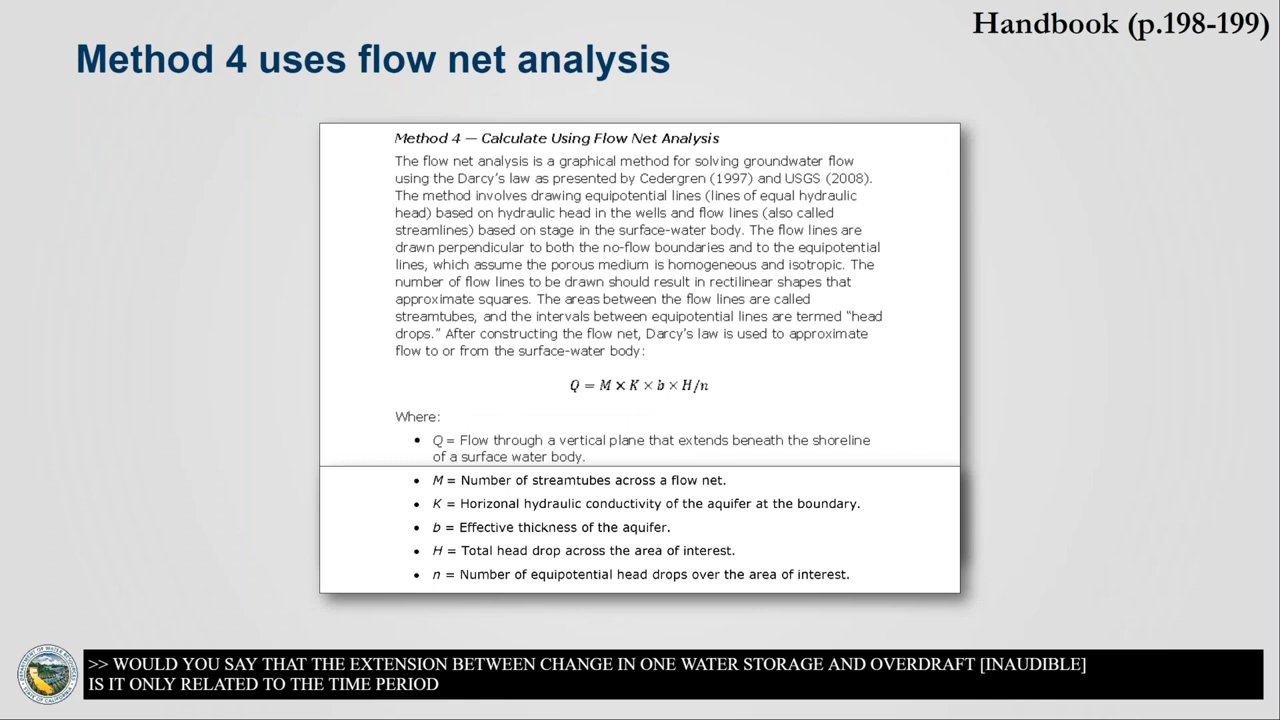 Handbook (p.198-199)
Method 4 uses flow net analysis
Method 4 — Calculate Using Flow Net Analysis
The flow net analysis is a graphical method for solving groundwater flow
using the Darcy’s law as presented by Cedergren (1997) and USGS (2008).
The method involves drawing equipotential lines (lines of equal hydraulic
head) based on hydraulic head in the wells and flow lines (also called
streamlines) based on stage in the surface-water body. The flow lines are
drawn perpendicular to both the no-flow boundaries and to the equipotential
lines, which assume the porous medium is homogeneous and isotropic. The
number of flow lines to be drawn should result in rectilinear shapes that
approximate squares. The areas between the flow lines are called
streamtubes, and the intervals between equipotential lines are termed “head
drops.” After constructing the flow net, Darcy’s law is used to approximate
flow to or from the surface-water body:
Q = M × K × b × H/n
Where:
• Q = Flow through a vertical plane that extends beneath the shoreline
of a surface water body.
• M = Number of streamtubes across a flow net.
• K = Horizonal hydraulic conductivity of the aquifer at the boundary.
• b = Effective thickness of the aquifer.
• H = Total head drop across the area of interest.
• n = Number of equipotential head drops over the area of interest.
>> WOULD YOU SAY THAT THE EXTENSION BETWEEN CHANGE IN ONE WATER STORAGE AND OVERDRAFT [INAUDIBLE]
IS IT ONLY RELATED TO THE TIME PERIOD